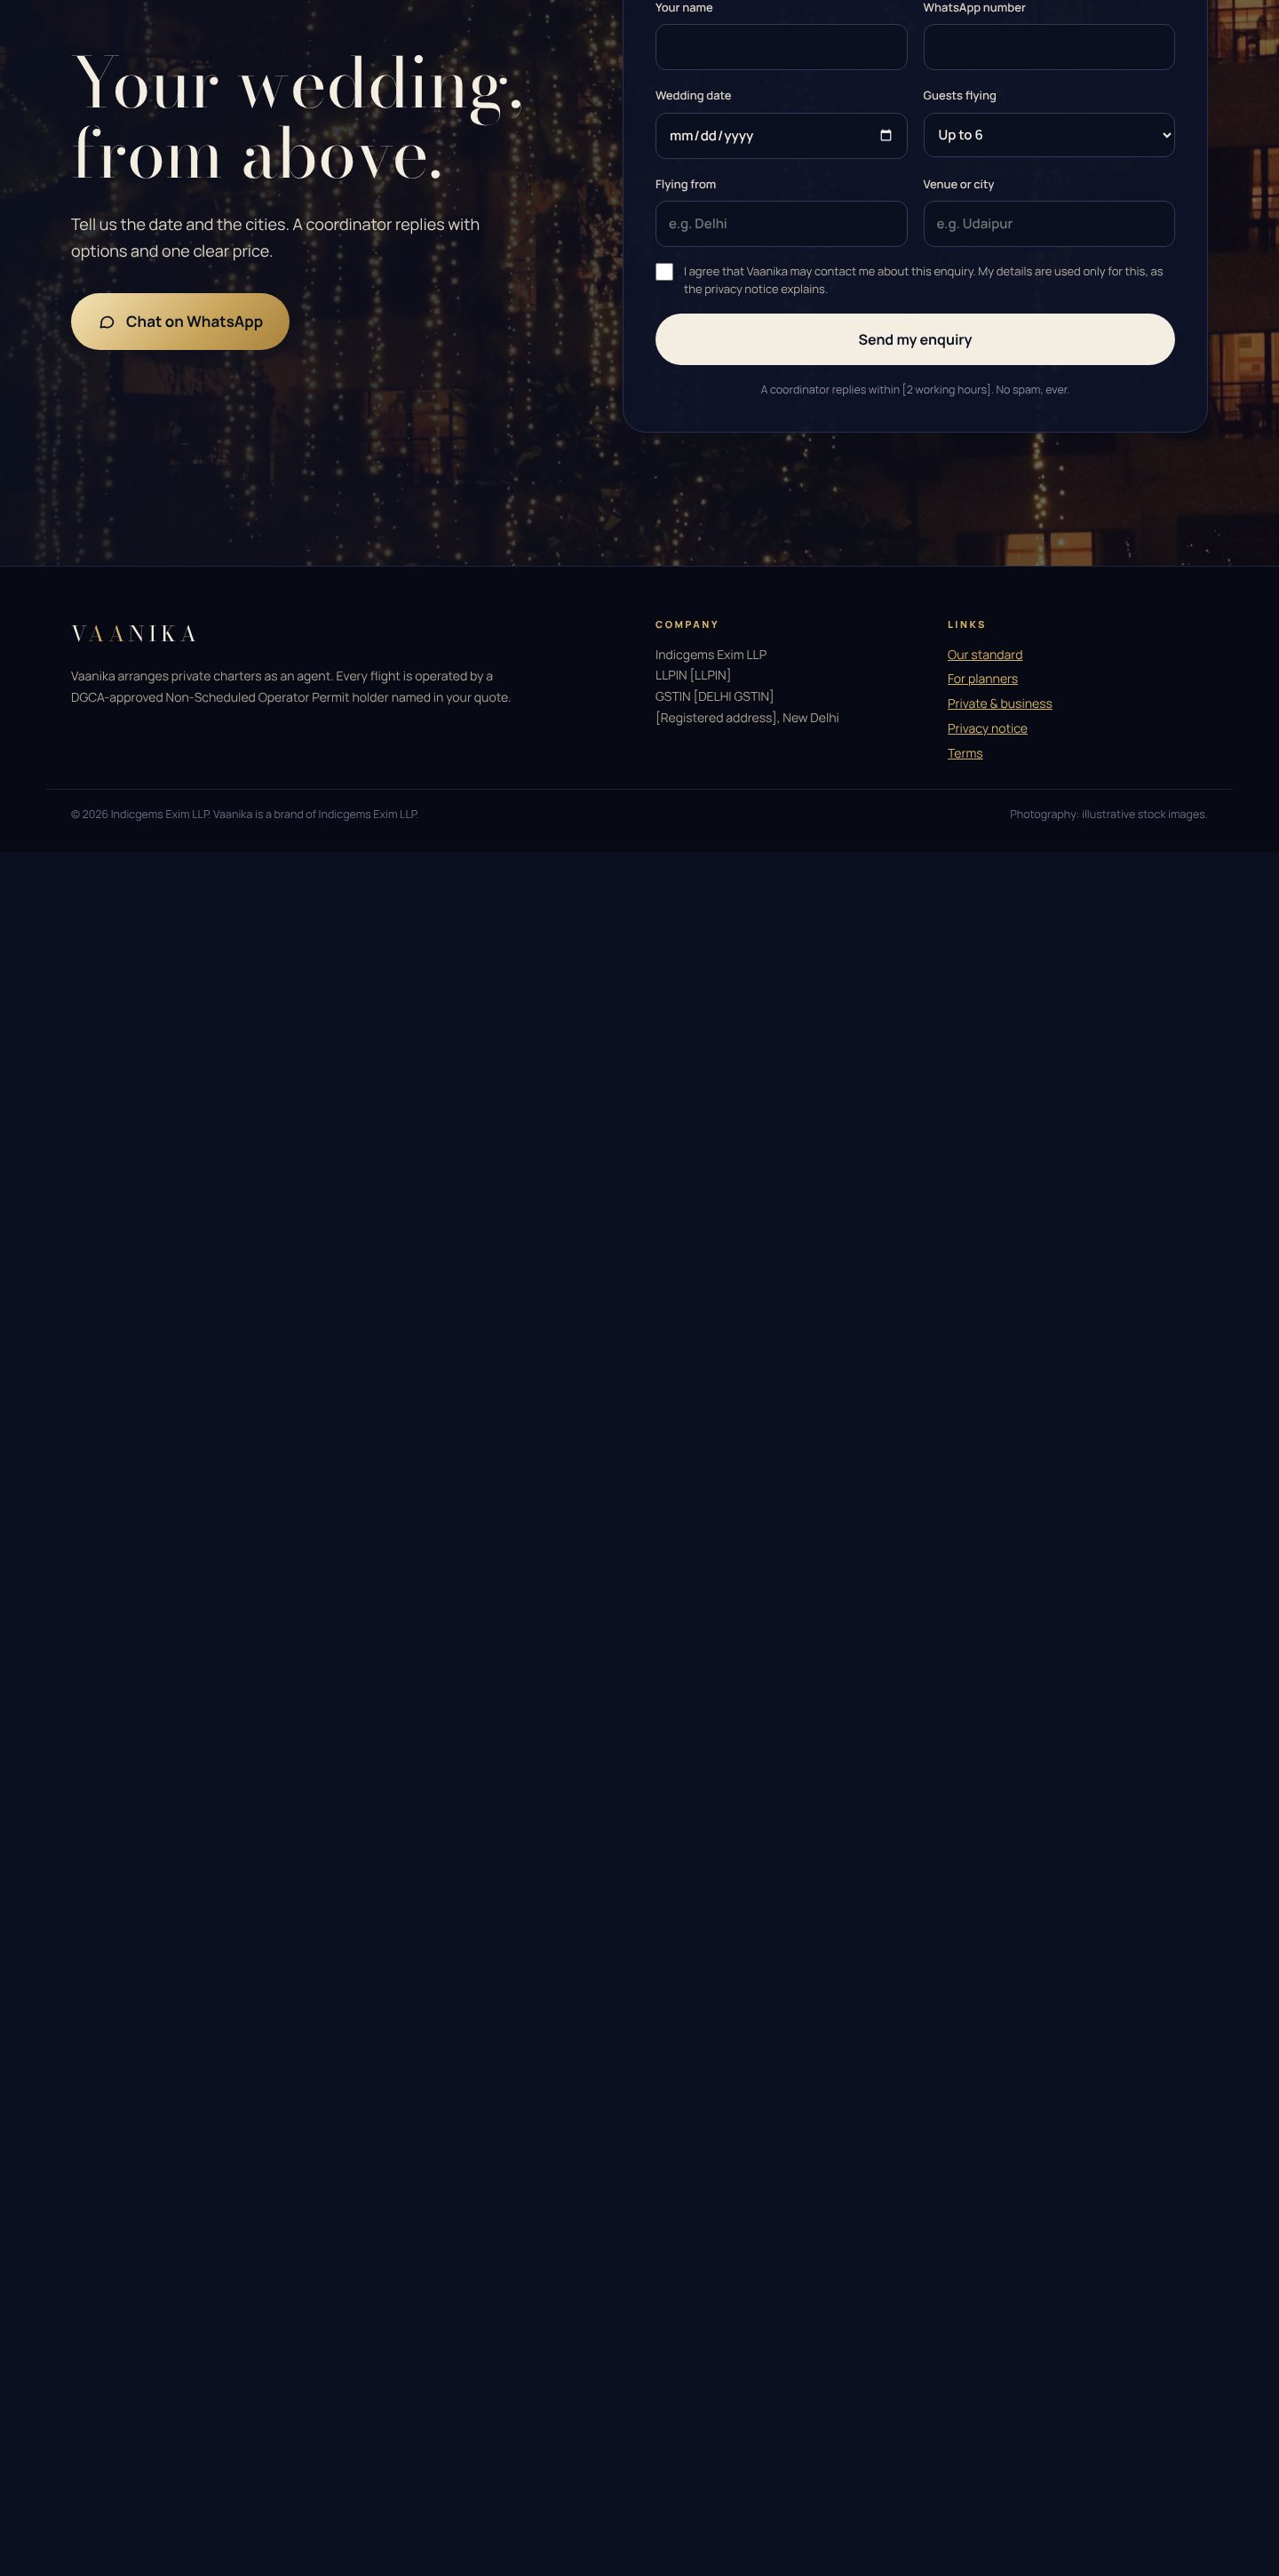 Your wedding,
from above.
Tell us the date and the cities. A coordinator replies with
options and one clear price.
Chat on WhatsApp
Your name
WhatsApp number
Wedding date
Guests flying
mm/dd/yyyy
Up to 6
Flying from
Venue or city
e.g. Delhi
e.g. Udaipur
I agree that Vaanika may contact me about this enquiry. My details are used only for this, as
the privacy notice explains.
Send my enquiry
A coordinator replies within [2 working hours]. No spam, ever.
VAANIKA
Vaanika arranges private charters as an agent. Every flight is operated by a
DGCA-approved Non-Scheduled Operator Permit holder named in your quote.
COMPANY
Indicgems Exim LLP
LLPIN [LLPIN]
GSTIN [DELHI GSTIN]
[Registered address], New Delhi
LINKS
Our standard
For planners
Private & business
Privacy notice
Terms
© 2026 Indicgems Exim LLP. Vaanika is a brand of Indicgems Exim LLP.
Photography: illustrative stock images.